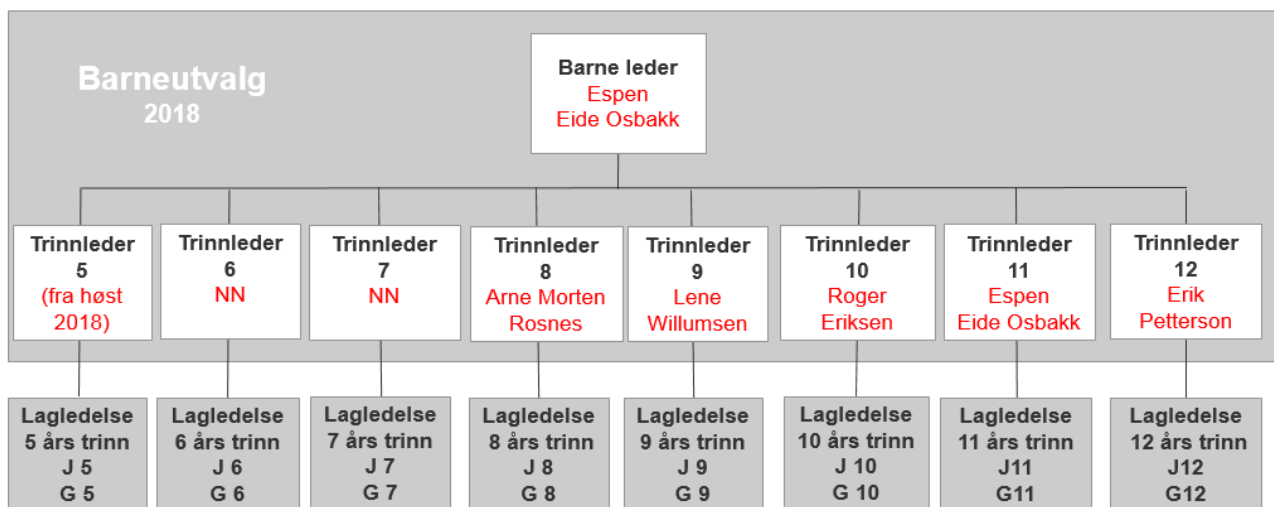 Barneutvalg
2018
Barne leder
Espen
Eide Osbakk
Trinnleder
5
(fra høst
2018)
Trinnleder
6
NN
Trinnleder
7
NN
Trinnleder
8
Arne Morten
Rosnes
Trinnleder
9
Lene
Willumsen
Trinnleder
10
Roger
Eriksen
Trinnleder
11
Espen
Eide Osbakk
Trinnleder
12
Erik
Petterson
Lagledelse
5 års trinn
J 5
G 5
Lagledelse
6 års trinn
J 6
G 6
Lagledelse
7 års trinn
J 7
G 7
Lagledelse
8 års trinn
J 8
G 8
Lagledelse
9 års trinn
J 9
G 9
Lagledelse
10 års trinn
J 10
G 10
Lagledelse
11 års trinn
J11
G11
Lagledelse
12 års trinn
J12
G12